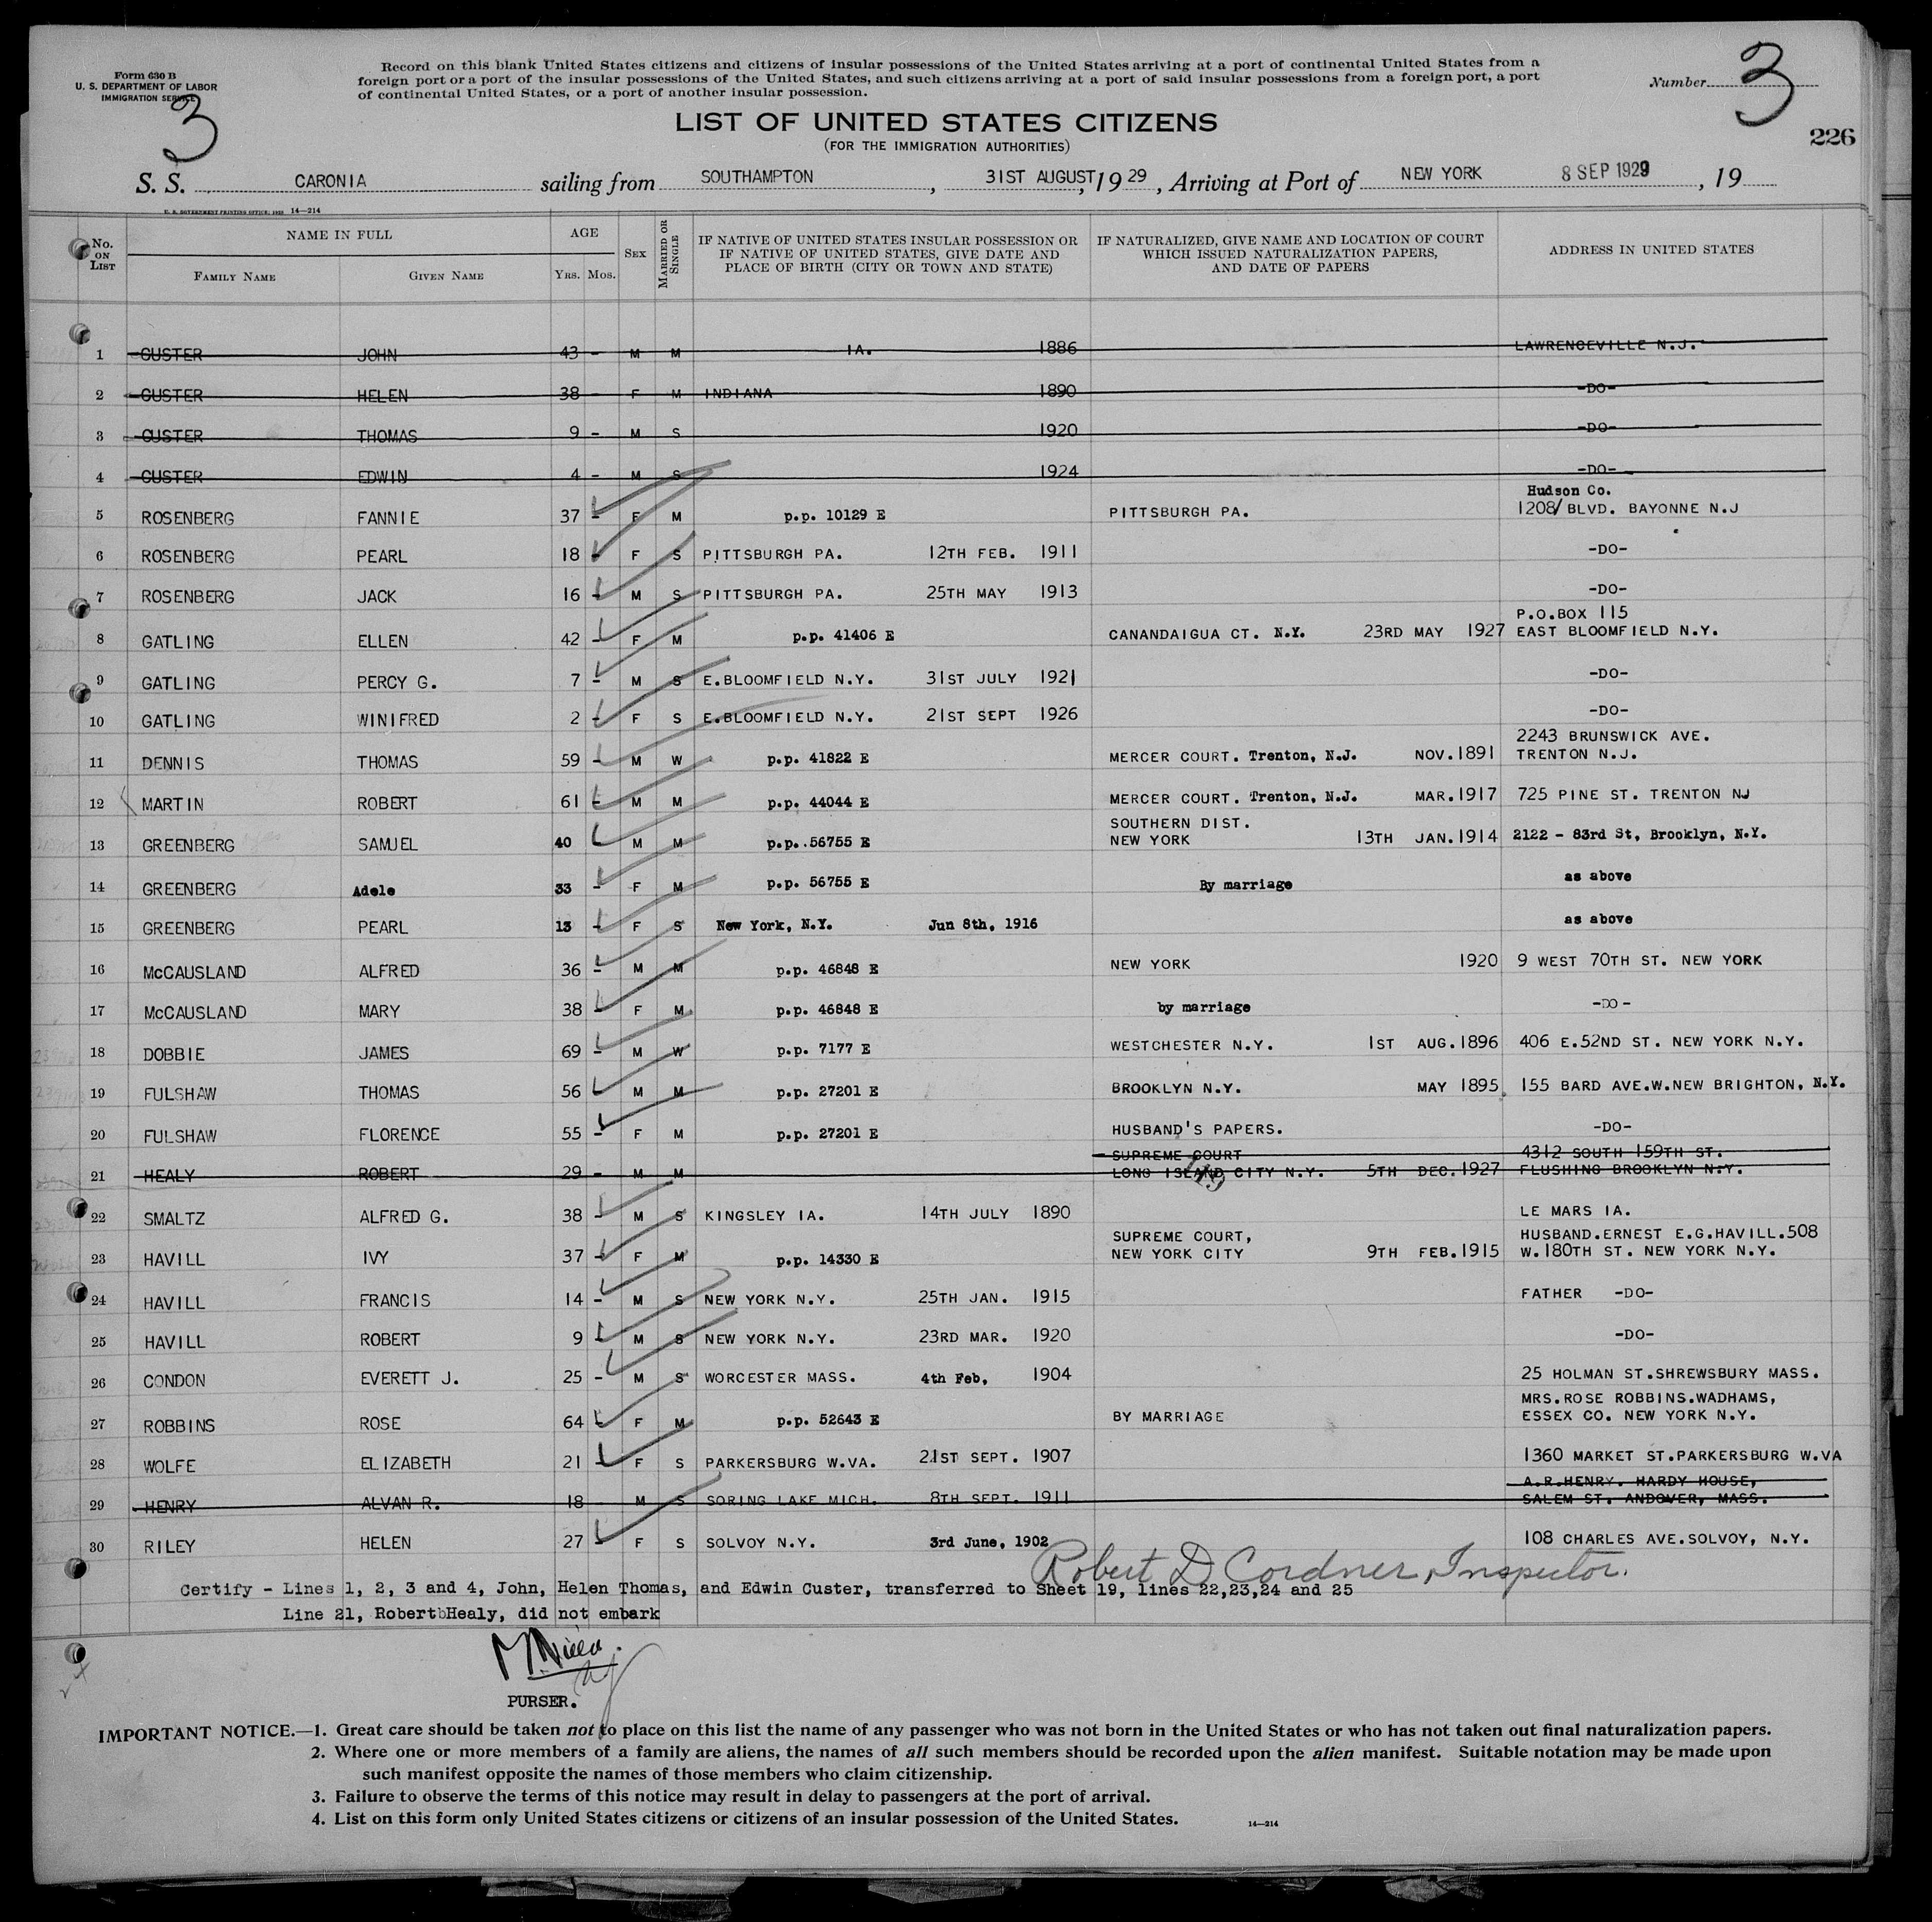 Form 630 B
U. S. DEPARTMENT OF LABOR
IMMIGRATION SERVICE
3
Record on this blank United States citizens and citizens of insular possessions of the United States arriving at a port of continental United States from a
foreign port or a port of the insular possessions of the United States, and such citizens arriving at a port of said insular possessions from a foreign port, a port
of continental United States, or a port of another insular possession.
Number 3
LIST OF UNITED STATES CITIZENS
(FOR THE IMMIGRATION AUTHORITIES)
226
S. S. CARONIA sailing from SOUTHAMPTON, 31ST AUGUST, 19 29, Arriving at Port of NEW YORK 8 SEP 1929, 19
U. S. GOVERNMENT PRINTING OFFICE: 1928 14—214
No. ON LIST NAME IN FULL FAMILY NAME GIVEN NAME AGE YRS. MOS. SEX MARRIED OR SINGLE IF NATIVE OF UNITED STATES INSULAR POSSESSION OR IF NATIVE OF UNITED STATES, GIVE DATE AND PLACE OF BIRTH (CITY OR TOWN AND STATE) IF NATURALIZED, GIVE NAME AND LOCATION OF COURT WHICH ISSUED NATURALIZATION PAPERS, AND DATE OF PAPERS ADDRESS IN UNITED STATES
1 CUSTER JOHN 43 - M M IA. 1886 LAWRENCEVILLE N.J.
2 CUSTER HELEN 38 - F M INDIANA 1890 -DO-
3 CUSTER THOMAS 9 - M S 1920 -DO-
4 CUSTER EDWIN 4 - M S 1924 -DO-
Hudson Co.
5 ROSENBERG FANNIE 37 - F M p.p. 10129 E PITTSBURGH PA. 1208/ BLVD. BAYONNE N.J
6 ROSENBERG PEARL 18 - F S PITTSBURGH PA. 12TH FEB. 1911 -DO-
7 ROSENBERG JACK 16 - M S PITTSBURGH PA. 25TH MAY 1913 -DO-
P.O.BOX 115
8 GATLING ELLEN 42 - F M p.p. 41406 E CANANDAIGUA CT. N.Y. 23RD MAY 1927 EAST BLOOMFIELD N.Y.
9 GATLING PERCY G. 7 - M S E.BLOOMFIELD N.Y. 31ST JULY 1921 -DO-
10 GATLING WINIFRED 2 - F S E.BLOOMFIELD N.Y. 21ST SEPT 1926 -DO-
2243 BRUNSWICK AVE.
11 DENNIS THOMAS 59 - M W p.p. 41822 E MERCER COURT. Trenton, N.J. NOV. 1891 TRENTON N.J.
12 MARTIN ROBERT 61 - M M p.p. 44044 E MERCER COURT. Trenton, N.J. MAR. 1917 725 PINE ST. TRENTON NJ
SOUTHERN DIST.
13 GREENBERG SAMUEL 40 M M p.p. 56755 E NEW YORK 13TH JAN. 1914 2122 - 83rd St, Brooklyn, N.Y.
14 GREENBERG Adele 33 - F M p.p. 56755 E By marriage as above
15 GREENBERG PEARL 13 - F S New York, N.Y. Jun 8th, 1916 as above
16 McCAUSLAND ALFRED 36 - M M p.p. 46848 E NEW YORK 1920 9 WEST 70TH ST. NEW YORK
17 McCAUSLAND MARY 38 - F M p.p. 46848 E by marriage -DO-
18 DOBBIE JAMES 69 - M W p.p. 7177 E WESTCHESTER N.Y. 1ST AUG. 1896 406 E.52ND ST. NEW YORK N.Y.
19 FULSHAW THOMAS 56 - M M p.p. 27201 E BROOKLYN N.Y. MAY 1895 155 BARD AVE.W.NEW BRIGHTON, N.Y.
20 FULSHAW FLORENCE 55 - F M p.p. 27201 E HUSBAND'S PAPERS. -DO-
SUPREME COURT 4312 SOUTH 159TH ST.
21 HEALY ROBERT 29 - M M LONG ISLAND CITY N.Y. 5TH DEC. 1927 FLUSHING BROOKLYN N.Y.
22 SMALTZ ALFRED G. 38 - M S KINGSLEY IA. 14TH JULY 1890 LE MARS IA.
SUPREME COURT, HUSBAND.ERNEST E.G.HAVILL.508
23 HAVILL IVY 37 - F M p.p. 14330 E NEW YORK CITY 9TH FEB. 1915 W.180TH ST. NEW YORK N.Y.
24 HAVILL FRANCIS 14 - M S NEW YORK N.Y. 25TH JAN. 1915 FATHER -DO-
25 HAVILL ROBERT 9 - M S NEW YORK N.Y. 23RD MAR. 1920 -DO-
26 CONDON EVERETT J. 25 - M S WORCESTER MASS. 4th Feb, 1904 25 HOLMAN ST.SHREWSBURY MASS.
MRS.ROSE ROBBINS.WADHAMS,
27 ROBBINS ROSE 64 - F M p.p. 52643 E BY MARRIAGE ESSEX CO. NEW YORK N.Y.
28 WOLFE ELIZABETH 21 - F S PARKERSBURG W.VA. 21ST SEPT. 1907 1360 MARKET ST.PARKERSBURG W.VA
A.R.HENRY. HARDY HOUSE,
29 HENRY ALVAN R. 18 M S SORING LAKE MICH. 8TH SEPT. 1911 SALEM ST. ANDOVER, MASS.
30 RILEY HELEN 27 - F S SOLVOY N.Y. 3rd June, 1902 108 CHARLES AVE.SOLVOY, N.Y.
Robert D Cordner, Inspector.
Certify - Lines 1, 2, 3 and 4, John, Helen Thomas, and Edwin Custer, transferred to Sheet 19, lines 22,23,24 and 25
Line 21, Robert Healy, did not embark
PURSER.
IMPORTANT NOTICE.—1. Great care should be taken not to place on this list the name of any passenger who was not born in the United States or who has not taken out final naturalization papers.
2. Where one or more members of a family are aliens, the names of all such members should be recorded upon the alien manifest. Suitable notation may be made upon
such manifest opposite the names of those members who claim citizenship.
3. Failure to observe the terms of this notice may result in delay to passengers at the port of arrival.
4. List on this form only United States citizens or citizens of an insular possession of the United States.
14—214